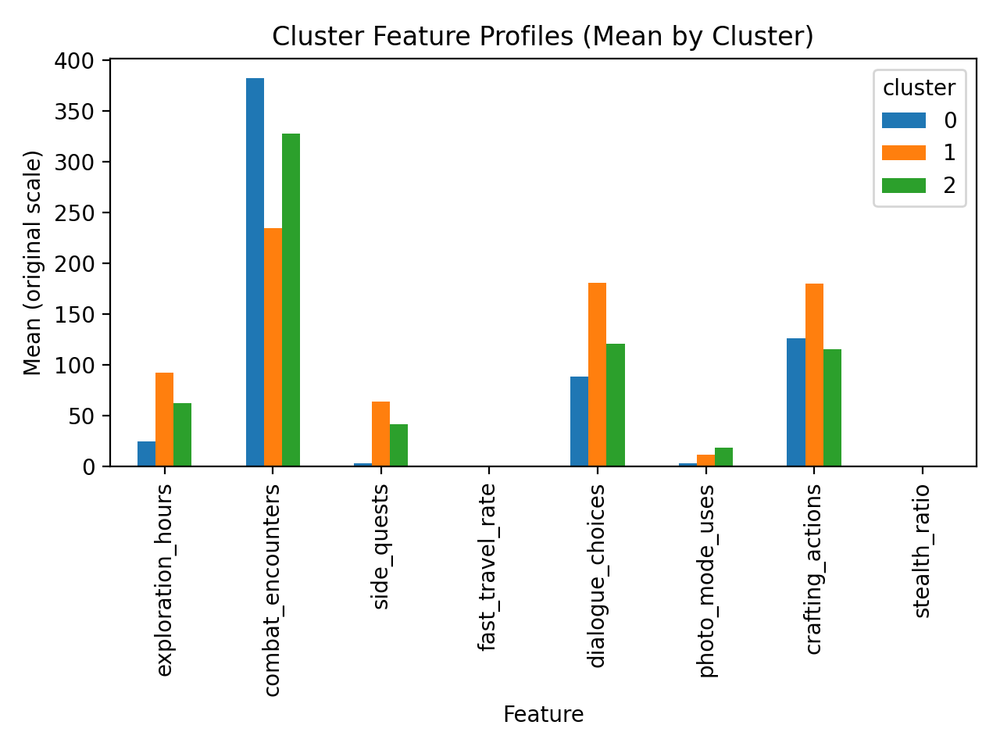 Cluster Feature Profiles (Mean by Cluster)
Mean (original scale)
400
350
300
250
200
150
100
50
0
cluster
0
1
2
exploration_hours
combat_encounters
side_quests
fast_travel_rate
dialogue_choices
photo_mode_uses
crafting_actions
stealth_ratio
Feature